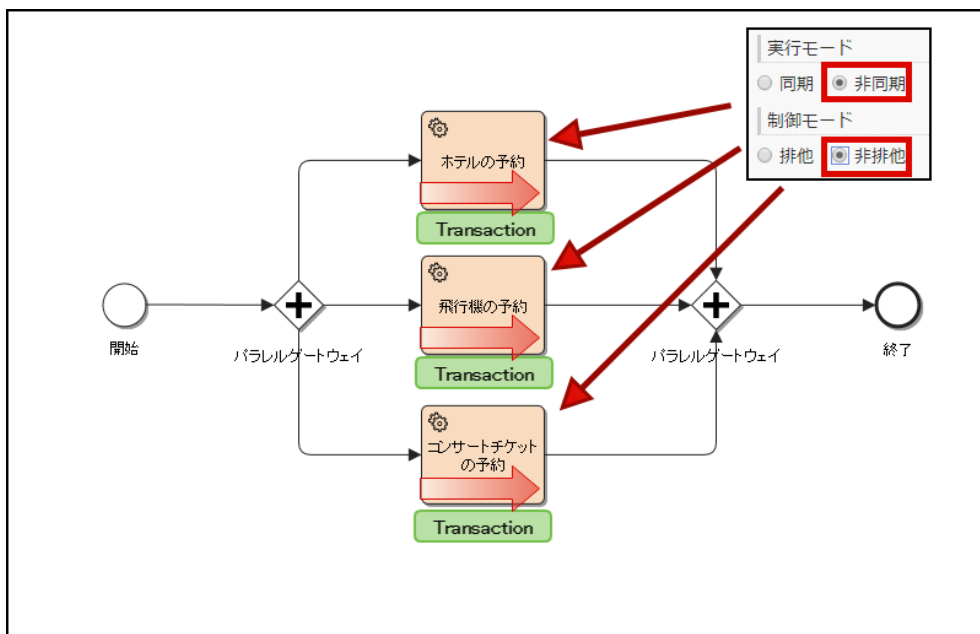 実行モード
同期 非同期
制御モード
排他 非排他
ホテルの予約
Transaction
飛行機の予約
Transaction
開始
パラレルゲートウェイ
パラレルゲートウェイ
終了
コンサートチケット
の予約
Transaction